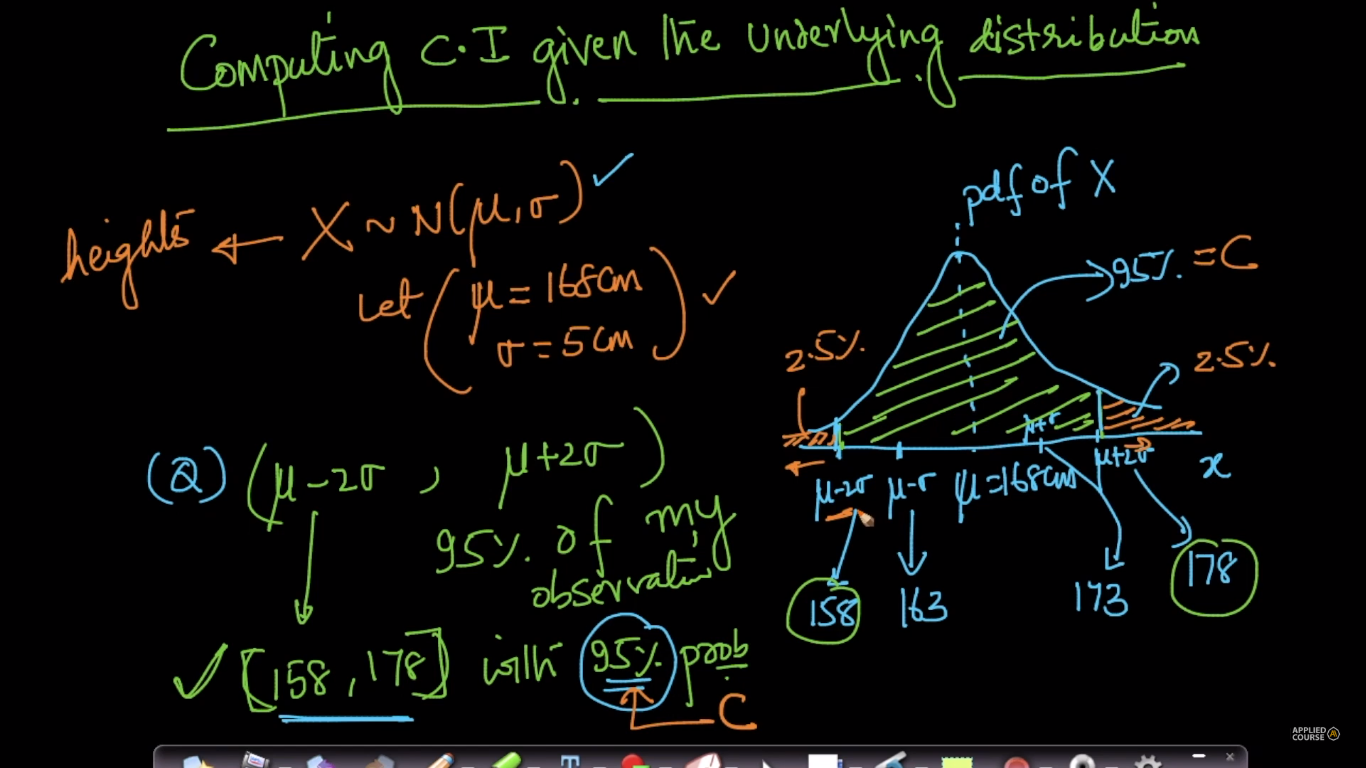 Computing C.I given the underlying distribution
pdf of X
heights ← X ~ N(μ, σ) ✓
Let (μ = 168cm
σ = 5cm) ✓
95% = C
2.5%
2.5%
(Q) (μ-2σ, μ+2σ)
95% of my
observation
μ-2σ μ-σ μ=168cm μ+σ μ+2σ x
158 163 173 178
✓ [158, 178] with 95% prob
C
APPLIED
COURSE